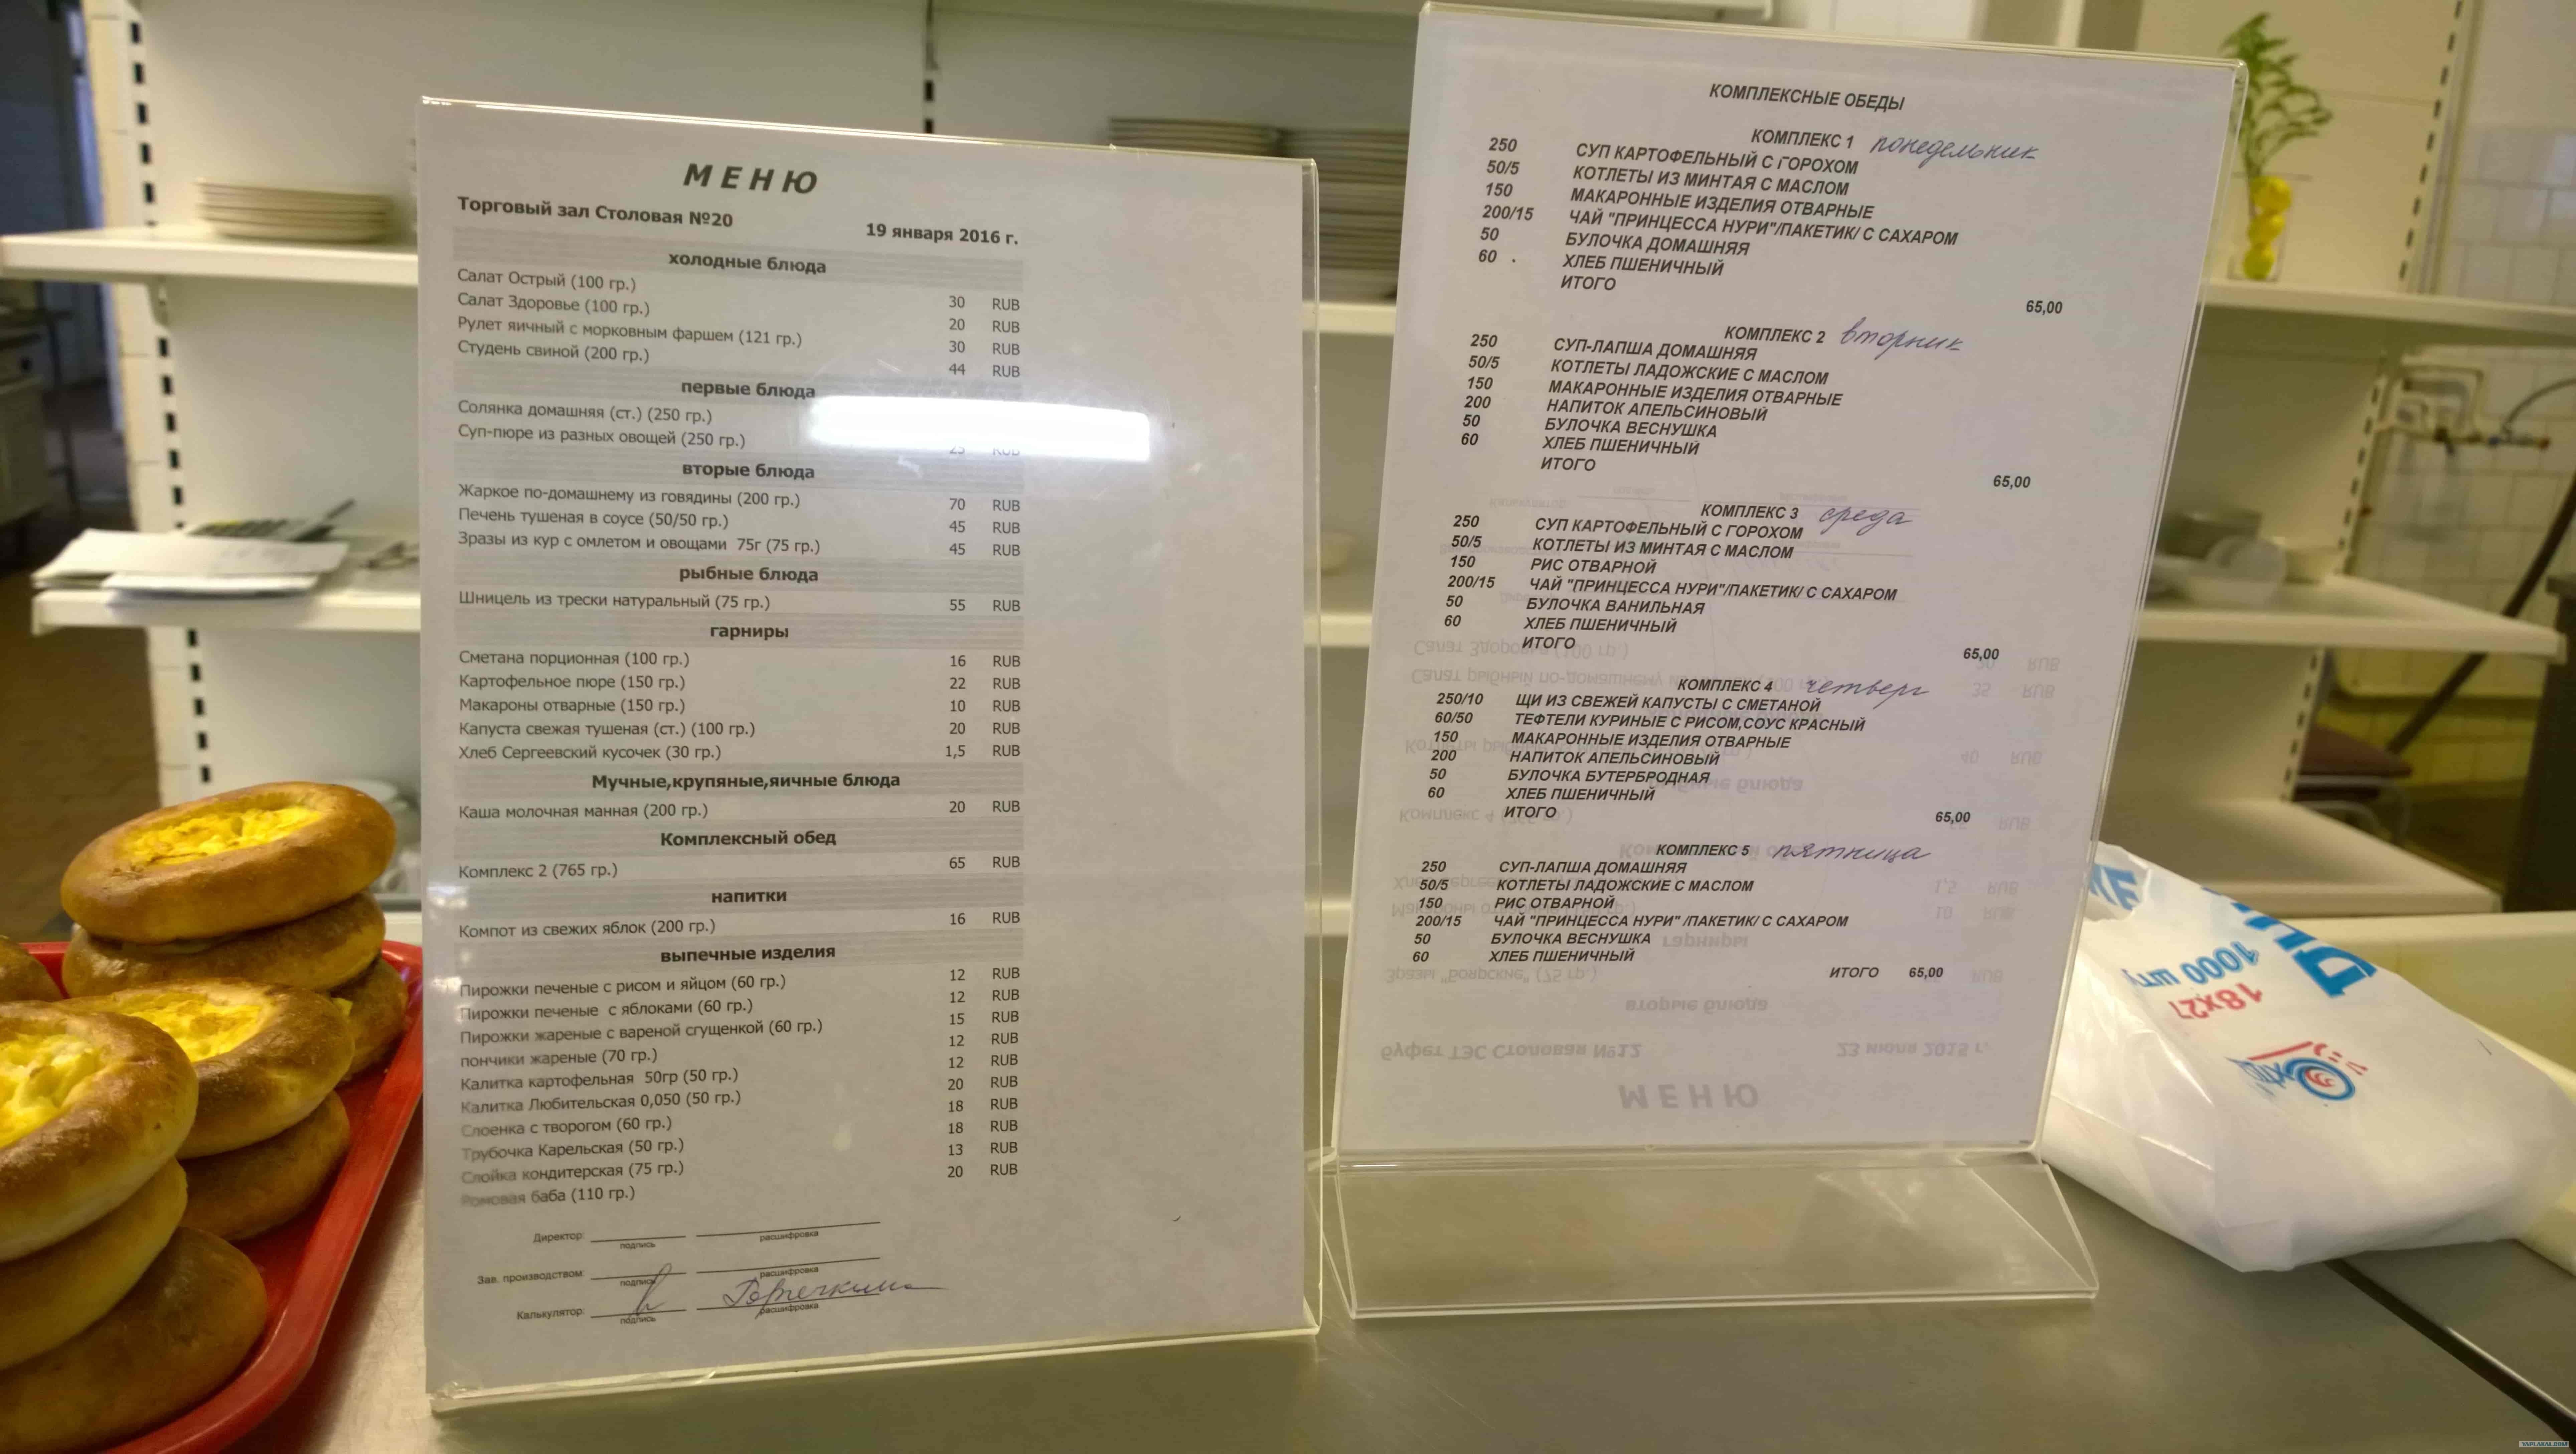 МЕНЮ
Торговый зал Столовая №20 19 января 2016 г.
холодные блюда
Салат Острый (100 гр.) 30 RUB
Салат Здоровье (100 гр.) 20 RUB
Рулет яичный с морковным фаршем (121 гр.) 30 RUB
Студень свиной (200 гр.) 44 RUB
первые блюда
Солянка домашняя (ст.) (250 гр.)
Суп-пюре из разных овощей (250 гр.) 25 RUB
вторые блюда
Жаркое по-домашнему из говядины (200 гр.) 70 RUB
Печень тушеная в соусе (50/50 гр.) 45 RUB
Зразы из кур с омлетом и овощами 75г (75 гр.) 45 RUB
рыбные блюда
Шницель из трески натуральный (75 гр.) 55 RUB
гарниры
Сметана порционная (100 гр.) 16 RUB
Картофельное пюре (150 гр.) 22 RUB
Макароны отварные (150 гр.) 10 RUB
Капуста свежая тушеная (ст.) (100 гр.) 20 RUB
Хлеб Сергеевский кусочек (30 гр.) 1,5 RUB
Мучные,крупяные,яичные блюда
Каша молочная манная (200 гр.) 20 RUB
Комплексный обед
Комплекс 2 (765 гр.) 65 RUB
напитки
Компот из свежих яблок (200 гр.) 16 RUB
выпечные изделия
Пирожки печеные с рисом и яйцом (60 гр.) 12 RUB
Пирожки печеные с яблоками (60 гр.) 12 RUB
Пирожки жареные с вареной сгущенкой (60 гр.) 15 RUB
пончики жареные (70 гр.) 12 RUB
Калитка картофельная 50гр (50 гр.) 12 RUB
Калитка Любительская 0,050 (50 гр.) 20 RUB
Слоенка с творогом (60 гр.) 18 RUB
Трубочка Карельская (50 гр.) 18 RUB
Слойка кондитерская (75 гр.) 13 RUB
Ромовая баба (110 гр.) 20 RUB
Директор:
подпись расшифровка
Зав. производством:
подпись расшифровка
Калькулятор:
подпись расшифровка
КОМПЛЕКСНЫЕ ОБЕДЫ
КОМПЛЕКС 1 понедельник
250 СУП КАРТОФЕЛЬНЫЙ С ГОРОХОМ
50/5 КОТЛЕТЫ ИЗ МИНТАЯ С МАСЛОМ
150 МАКАРОННЫЕ ИЗДЕЛИЯ ОТВАРНЫЕ
200/15 ЧАЙ "ПРИНЦЕССА НУРИ"/ПАКЕТИК/ С САХАРОМ
50 БУЛОЧКА ДОМАШНЯЯ
60 ХЛЕБ ПШЕНИЧНЫЙ
ИТОГО
65,00
КОМПЛЕКС 2 вторник
250 СУП-ЛАПША ДОМАШНЯЯ
50/5 КОТЛЕТЫ ЛАДОЖСКИЕ С МАСЛОМ
150 МАКАРОННЫЕ ИЗДЕЛИЯ ОТВАРНЫЕ
200 НАПИТОК АПЕЛЬСИНОВЫЙ
50 БУЛОЧКА ВЕСНУШКА
60 ХЛЕБ ПШЕНИЧНЫЙ
ИТОГО
65,00
КОМПЛЕКС 3 среда
250 СУП КАРТОФЕЛЬНЫЙ С ГОРОХОМ
50/5 КОТЛЕТЫ ИЗ МИНТАЯ С МАСЛОМ
150 РИС ОТВАРНОЙ
200/15 ЧАЙ "ПРИНЦЕССА НУРИ"/ПАКЕТИК/ С САХАРОМ
50 БУЛОЧКА ВАНИЛЬНАЯ
60 ХЛЕБ ПШЕНИЧНЫЙ
ИТОГО
65,00
КОМПЛЕКС 4 четверг
250/10 ЩИ ИЗ СВЕЖЕЙ КАПУСТЫ С СМЕТАНОЙ
60/50 ТЕФТЕЛИ КУРИНЫЕ С РИСОМ,СОУС КРАСНЫЙ
150 МАКАРОННЫЕ ИЗДЕЛИЯ ОТВАРНЫЕ
200 НАПИТОК АПЕЛЬСИНОВЫЙ
50 БУЛОЧКА БУТЕРБРОДНАЯ
60 ХЛЕБ ПШЕНИЧНЫЙ
ИТОГО
65,00
КОМПЛЕКС 5 пятница
250 СУП-ЛАПША ДОМАШНЯЯ
50/5 КОТЛЕТЫ ЛАДОЖСКИЕ С МАСЛОМ
150 РИС ОТВАРНОЙ
200/15 ЧАЙ "ПРИНЦЕССА НУРИ" /ПАКЕТИК/ С САХАРОМ
50 БУЛОЧКА ВЕСНУШКА
60 ХЛЕБ ПШЕНИЧНЫЙ
ИТОГО 65,00
1000 шту
18x27
YAPLAKAL.COM